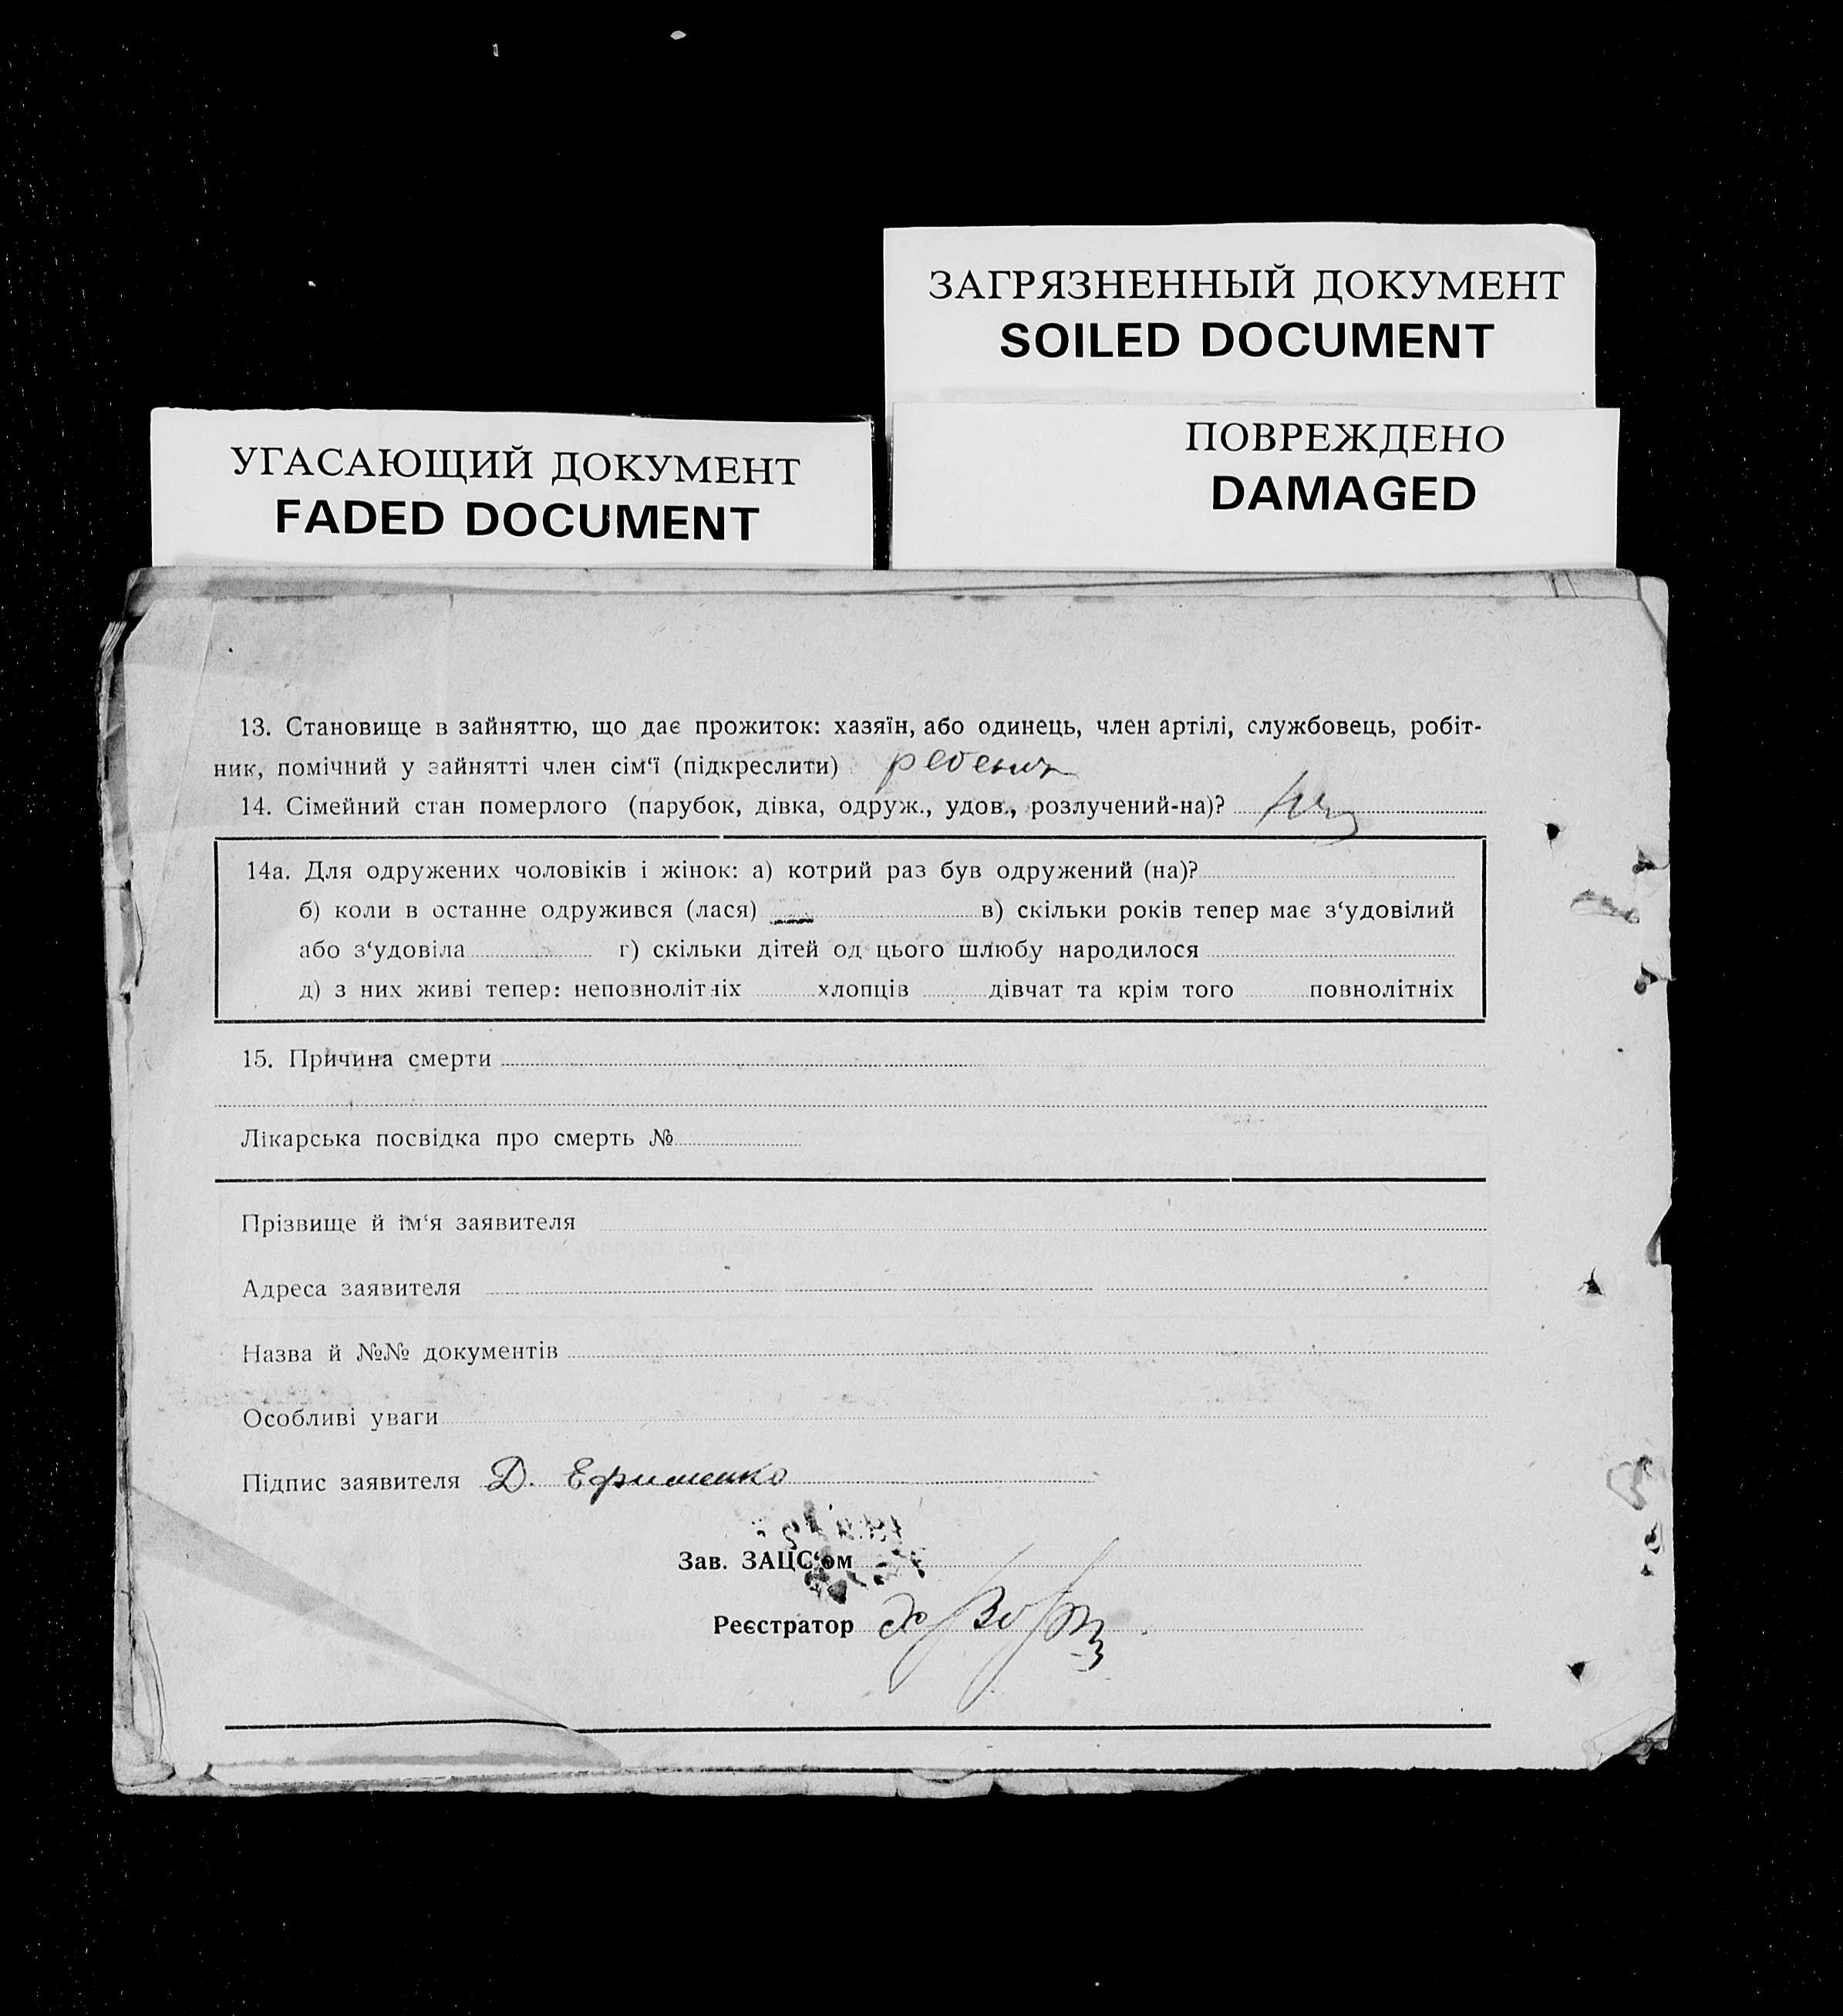 ЗАГРЯЗНЕННЫЙ ДОКУМЕНТ
SOILED DOCUMENT
ПОВРЕЖДЕНО
DAMAGED
УГАСАЮЩИЙ ДОКУМЕНТ
FADED DOCUMENT
13. Становище в зайняттю, що дає прожиток: хазяїн, або одинець, член артілі, службовець, робіт-
ник, помічний у зайнятті член сім‘ї (підкреслити) ребенок
14. Сімейний стан померлого (парубок, дівка, одруж., удов., розлучений-на)?
14а. Для одружених чоловіків і жінок: а) котрий раз був одружений (на)?
б) коли в останнє одружився (лася) в) скільки років тепер має з‘удовілий
або з‘удовіла г) скільки дітей од цього шлюбу народилося
д) з них живі тепер: неповнолітніх хлопців дівчат та крім того повнолітніх
15. Причина смерти
Лікарська посвідка про смерть №
Прізвище й ім‘я заявителя
Адреса заявителя
Назва й №№ документів
Особливі уваги
Підпис заявителя Д. Ефименко
Зав. ЗАЦС‘ом
Реєстратор